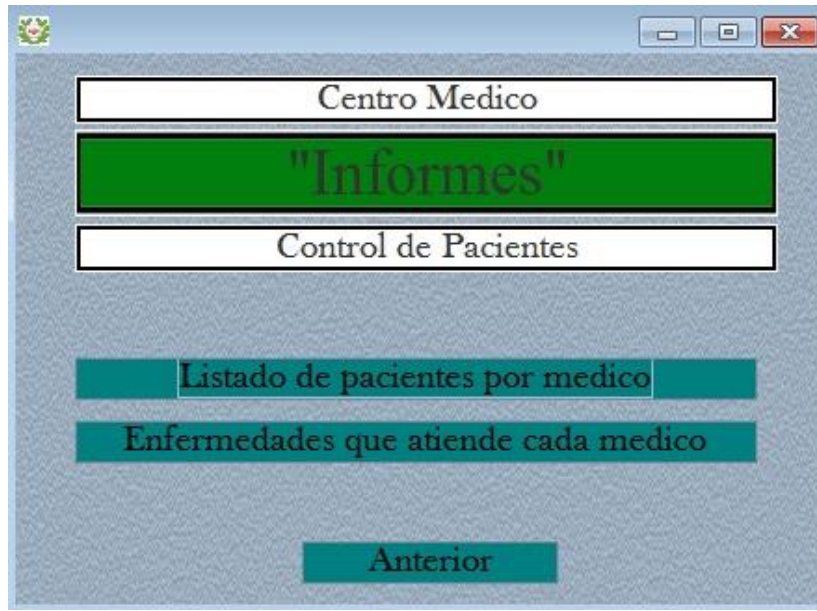 Centro Medico
"Informes"
Control de Pacientes
Listado de pacientes por medico
Enfermedades que atiende cada medico
Anterior